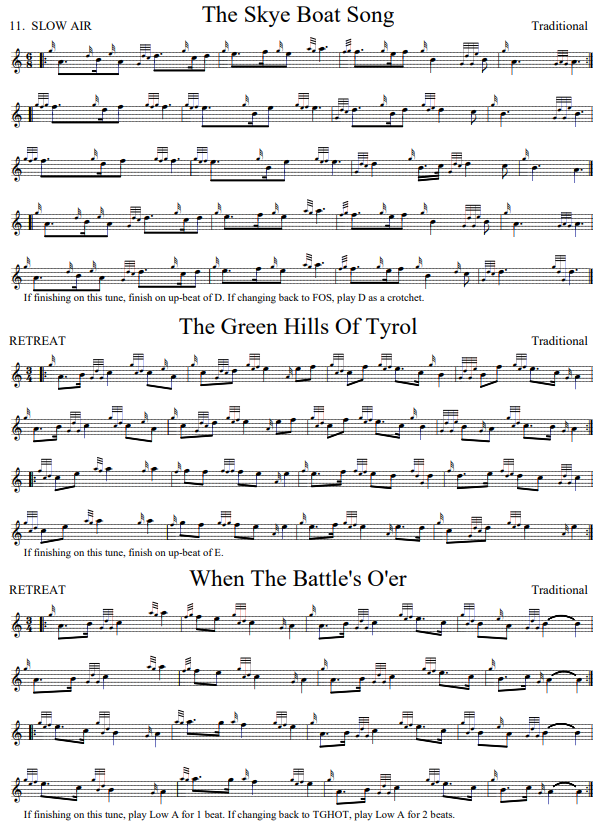 The Skye Boat Song
11. SLOW AIR Traditional
If finishing on this tune, finish on up-beat of D. If changing back to FOS, play D as a crotchet.
The Green Hills Of Tyrol
RETREAT Traditional
If finishing on this tune, finish on up-beat of E.
When The Battle's O'er
RETREAT Traditional
If finishing on this tune, play Low A for 1 beat. If changing back to TGHOT, play Low A for 2 beats.